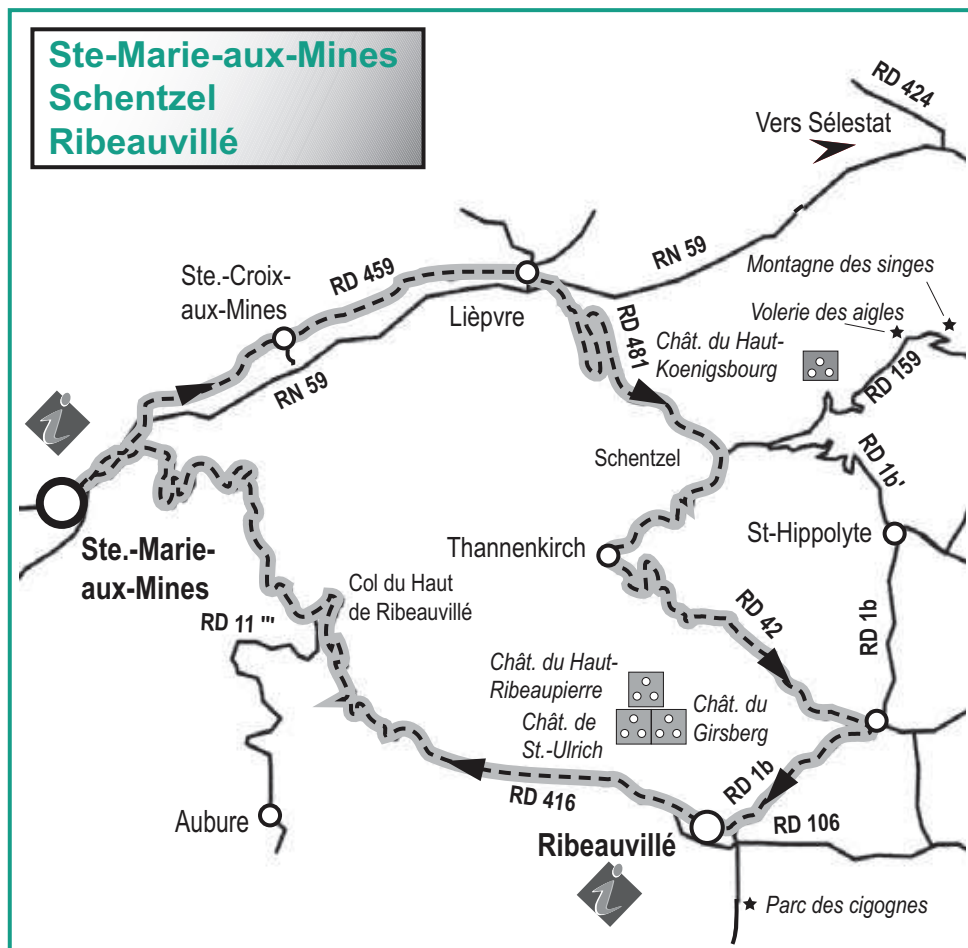 Ste-Marie-aux-Mines
Schentzel
Ribeauvillé
RD 424
Vers Sélestat
RN 59
Montagne des singes
Volerie des aigles
Ste.-Croix-
aux-Mines
RD 459
Lièpvre
RD 481
Chât. du Haut-
Koenigsbourg
RD 159
RN 59
i
Schentzel
RD 1b'
Ste.-Marie-
aux-Mines
Thannenkirch
St-Hippolyte
Col du Haut
de Ribeauvillé
RD 11 '''
RD 42
RD 1b
Chât. du Haut-
Ribeaupierre
Chât. de
St.-Ulrich
Chât. du
Girsberg
RD 1b
RD 416
RD 106
Aubure
Ribeauvillé
i
Parc des cigognes